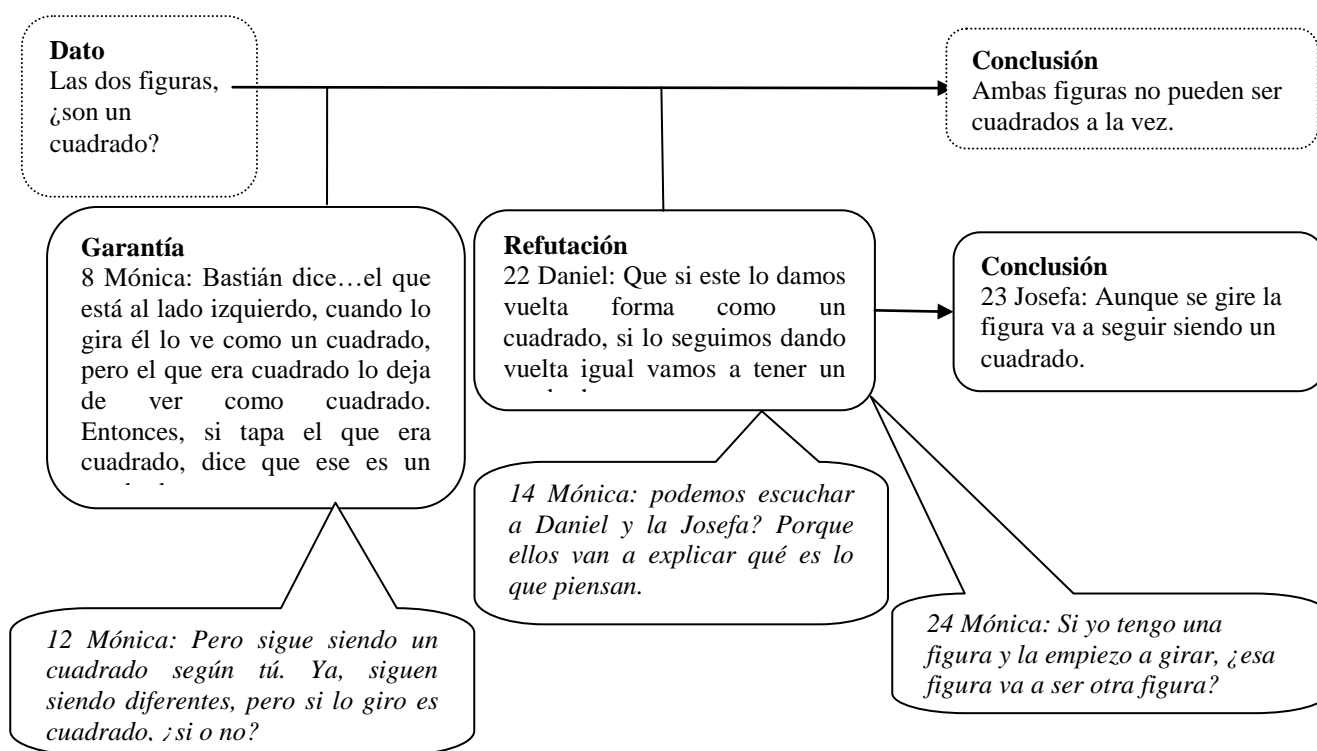 Dato
Las dos figuras,
¿son un
cuadrado?
Conclusión
Ambas figuras no pueden ser
cuadrados a la vez.
Garantía
8 Mónica: Bastián dice…el que
está al lado izquierdo, cuando lo
gira él lo ve como un cuadrado,
pero el que era cuadrado lo deja
de ver como cuadrado.
Entonces, si tapa el que era
cuadrado, dice que ese es un
Refutación
22 Daniel: Que si este lo damos
vuelta forma como un
cuadrado, si lo seguimos dando
vuelta igual vamos a tener un
Conclusión
23 Josefa: Aunque se gire la
figura va a seguir siendo un
cuadrado.
12 Mónica: Pero sigue siendo un
cuadrado según tú. Ya, siguen
siendo diferentes, pero si lo giro es
cuadrado, ¿si o no?
14 Mónica: podemos escuchar
a Daniel y la Josefa? Porque
ellos van a explicar qué es lo
que piensan.
24 Mónica: Si yo tengo una
figura y la empiezo a girar, ¿esa
figura va a ser otra figura?